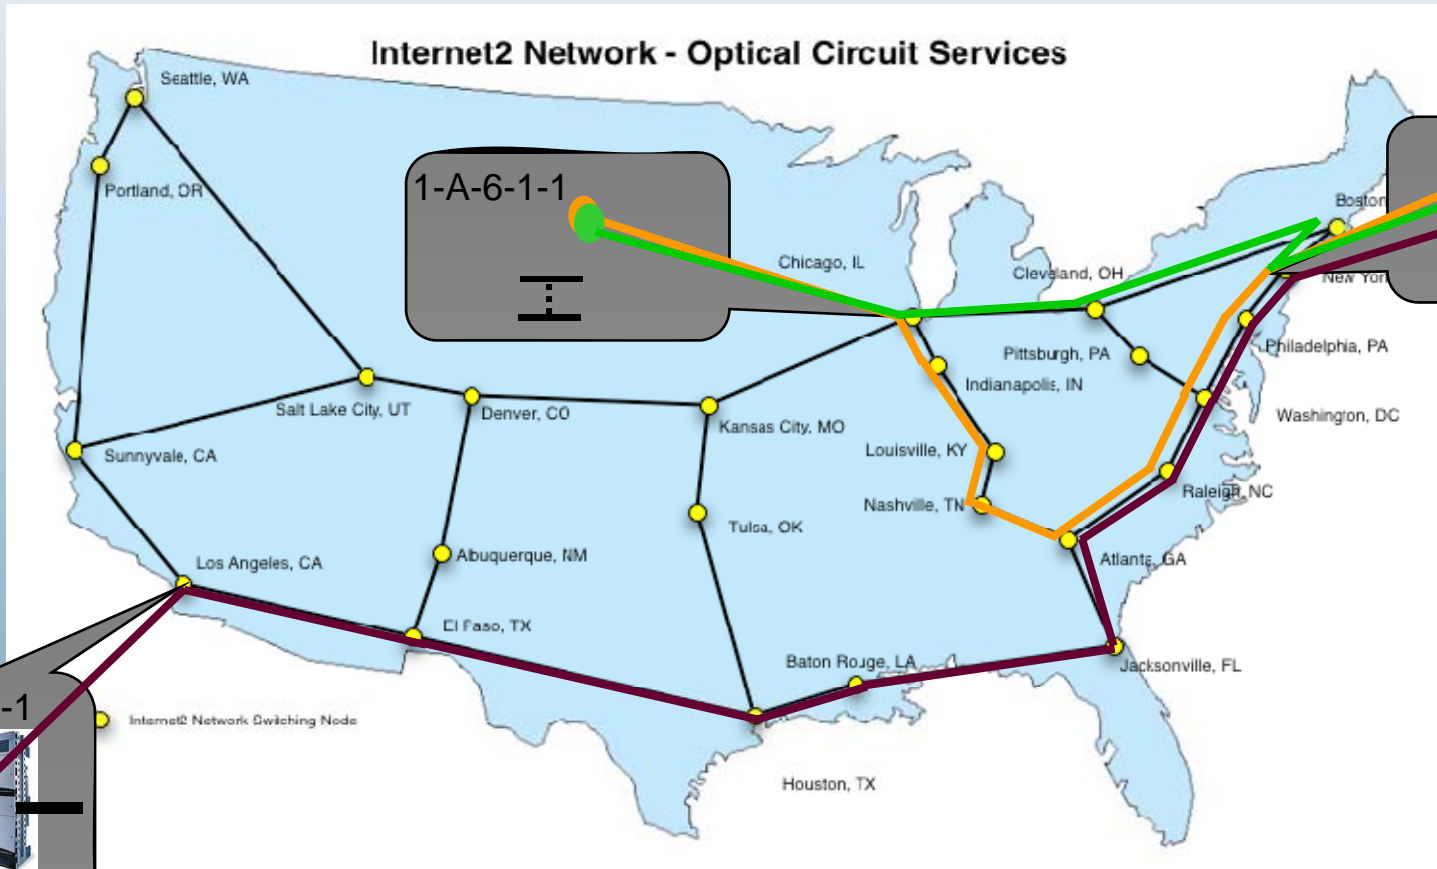 Internet2 Network - Optical Circuit Services
Seattle, WA
Portland, OR
1-A-6-1-1
Chicago, IL
Cleveland, OH
Boston
New Yor
Philadelphia, PA
Pittsburgh, PA
Indianapolis, IN
Washington, DC
Salt Lake City, UT
Denver, CO
Kansas City, MO
Sunnyvale, CA
Louisville, KY
Raleigh, NC
Nashville, TN
Tulsa, OK
Albuquerque, NM
Los Angeles, CA
Atlanta, GA
El Paso, TX
Baton Rouge, LA
Jacksonville, FL
-1
Internet2 Network Switching Node
Houston, TX